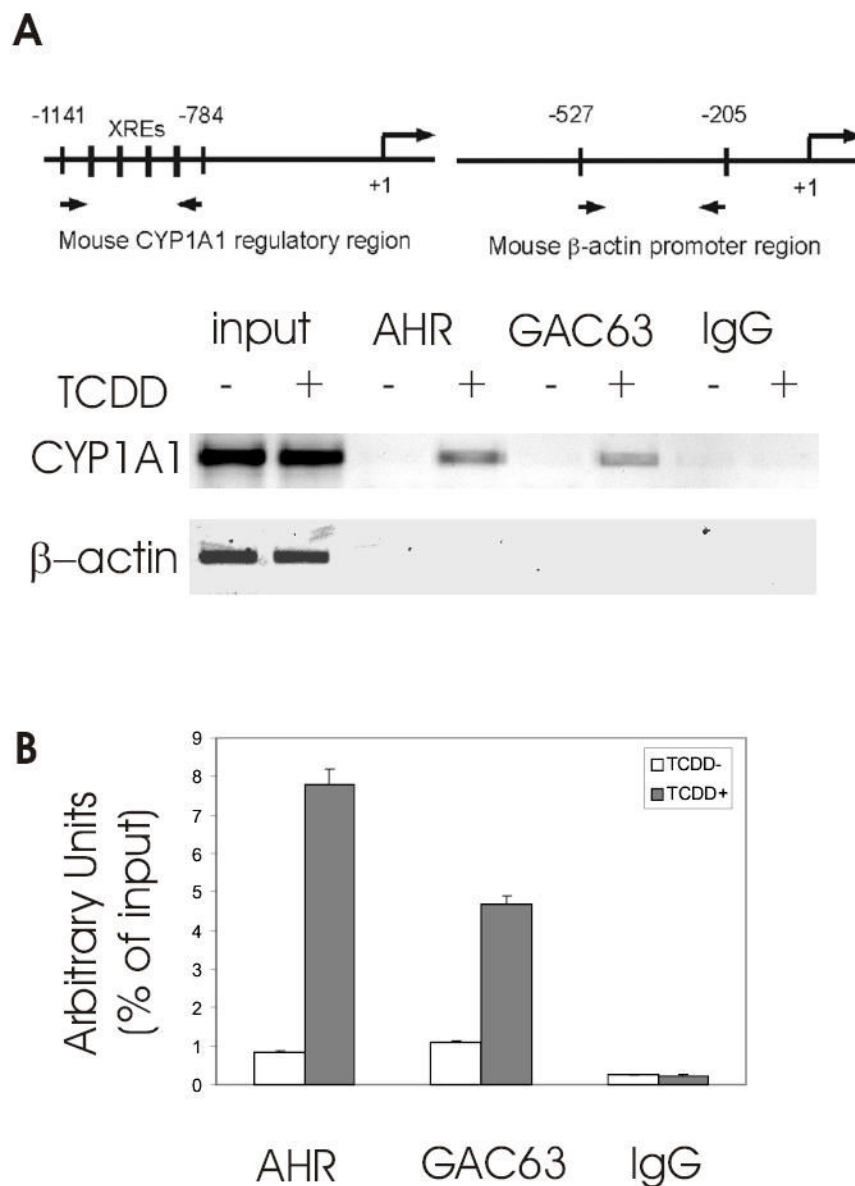 A
-1141 XREs -784
+1
Mouse CYP1A1 regulatory region
-527 -205
+1
Mouse β-actin promoter region
input AHR GAC63 IgG
TCDD - + - + - + - +
CYP1A1
β-actin
B
Arbitrary Units
(% of input)
9
8
7
6
5
4
3
2
1
0
TCDD-
TCDD+
AHR GAC63 IgG